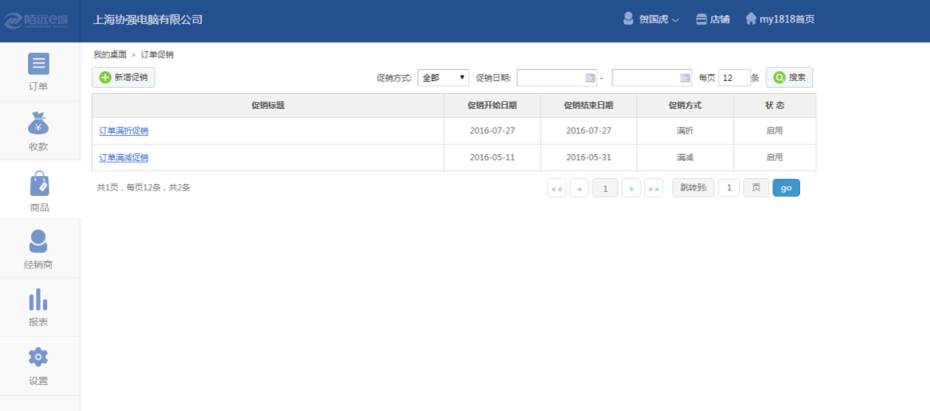 陌远e端 上海协强电脑有限公司 贺国虎 店铺 my1818首页
我的桌面 > 订单促销
新增促销 促销方式: 全部 促销日期: - 每页 12 条 搜索
促销标题 促销开始日期 促销结束日期 促销方式 状 态
订单满折促销 2016-07-27 2016-07-27 满折 启用
订单满减促销 2016-05-11 2016-05-31 满减 启用
共1页，每页12条，共2条 << < 1 > >> 跳转到: 1 页 go
订单
收款
商品
经销商
报表
设置